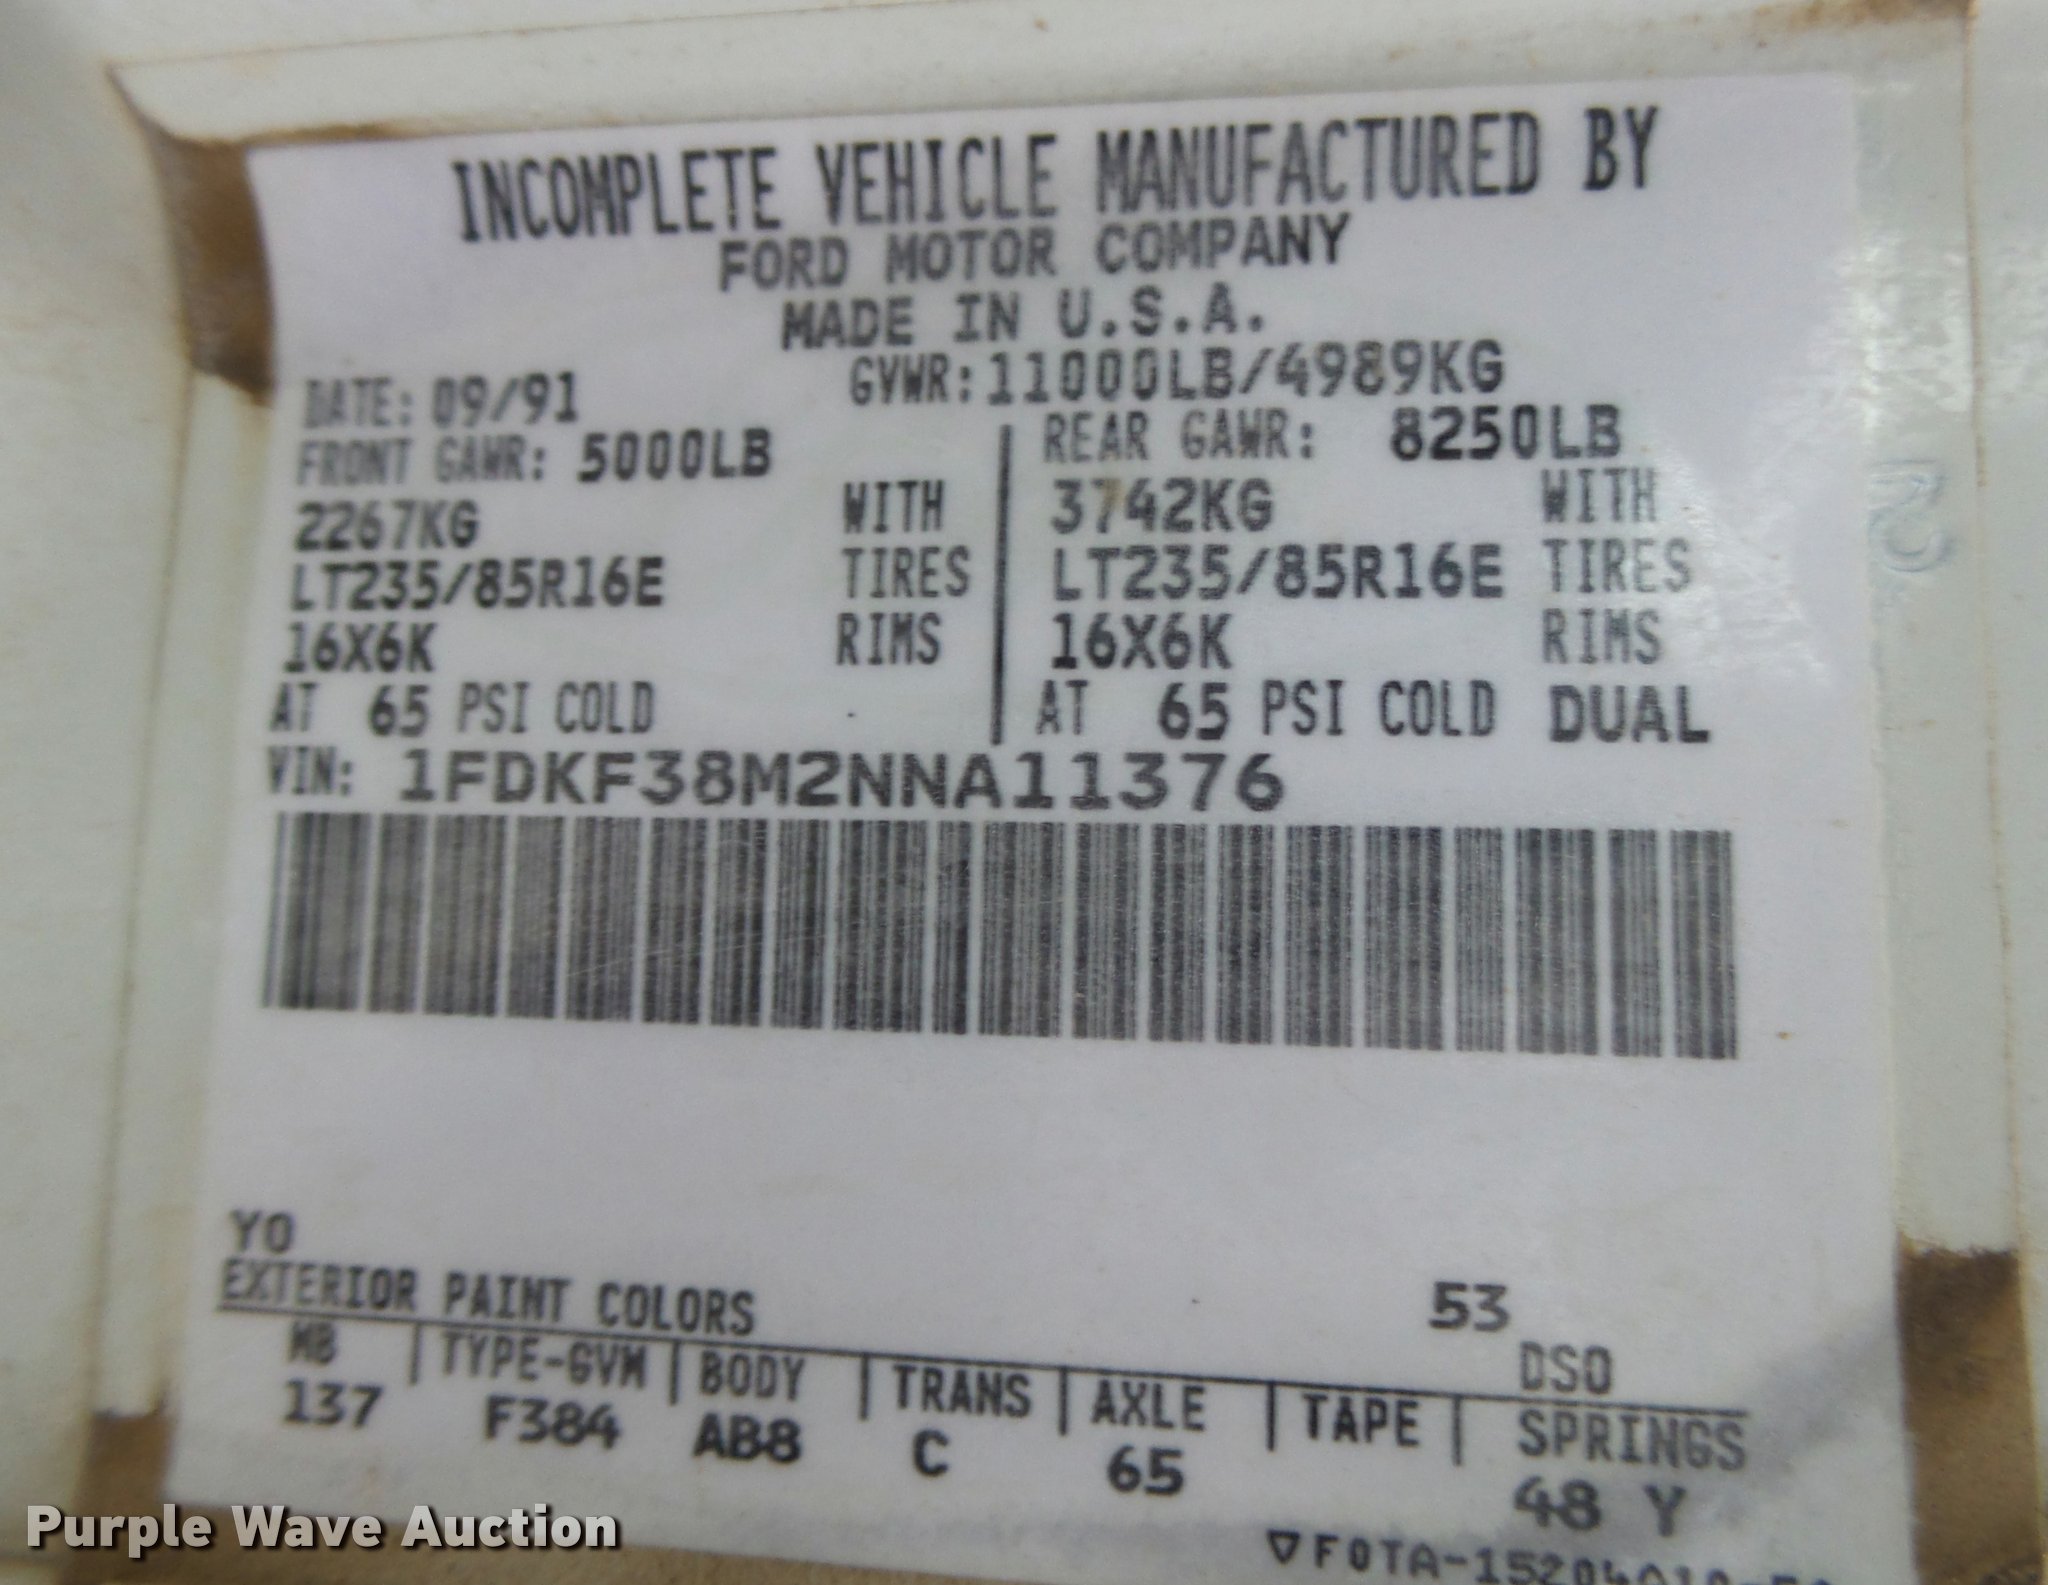 INCOMPLETE VEHICLE MANUFACTURED BY
FORD MOTOR COMPANY
MADE IN U.S.A.
DATE: 09/91 GVWR: 11000LB/4989KG
FRONT GAWR: 5000LB REAR GAWR: 8250LB
2267KG WITH 3742KG WITH
LT235/85R16E TIRES LT235/85R16E TIRES
16X6K RIMS 16X6K RIMS
AT 65 PSI COLD AT 65 PSI COLD DUAL
VIN: 1FDKF38M2NNA11376
YO
EXTERIOR PAINT COLORS 53 DSO
WB | TYPE-GVM | BODY | TRANS | AXLE | TAPE | SPRINGS
137 F384 AB8 C 65 48 Y
Purple Wave Auction